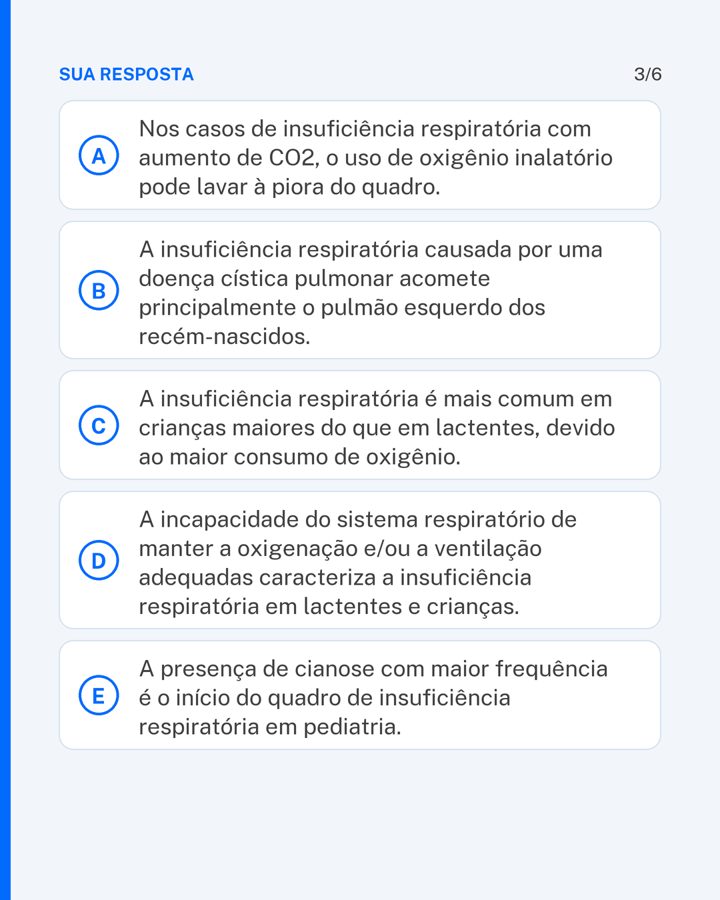 SUA RESPOSTA
3/6
A
Nos casos de insuficiência respiratória com
aumento de CO2, o uso de oxigênio inalatório
pode lavar à piora do quadro.
B
A insuficiência respiratória causada por uma
doença cística pulmonar acomete
principalmente o pulmão esquerdo dos
recém-nascidos.
C
A insuficiência respiratória é mais comum em
crianças maiores do que em lactentes, devido
ao maior consumo de oxigênio.
D
A incapacidade do sistema respiratório de
manter a oxigenação e/ou a ventilação
adequadas caracteriza a insuficiência
respiratória em lactentes e crianças.
E
A presença de cianose com maior frequência
é o início do quadro de insuficiência
respiratória em pediatria.